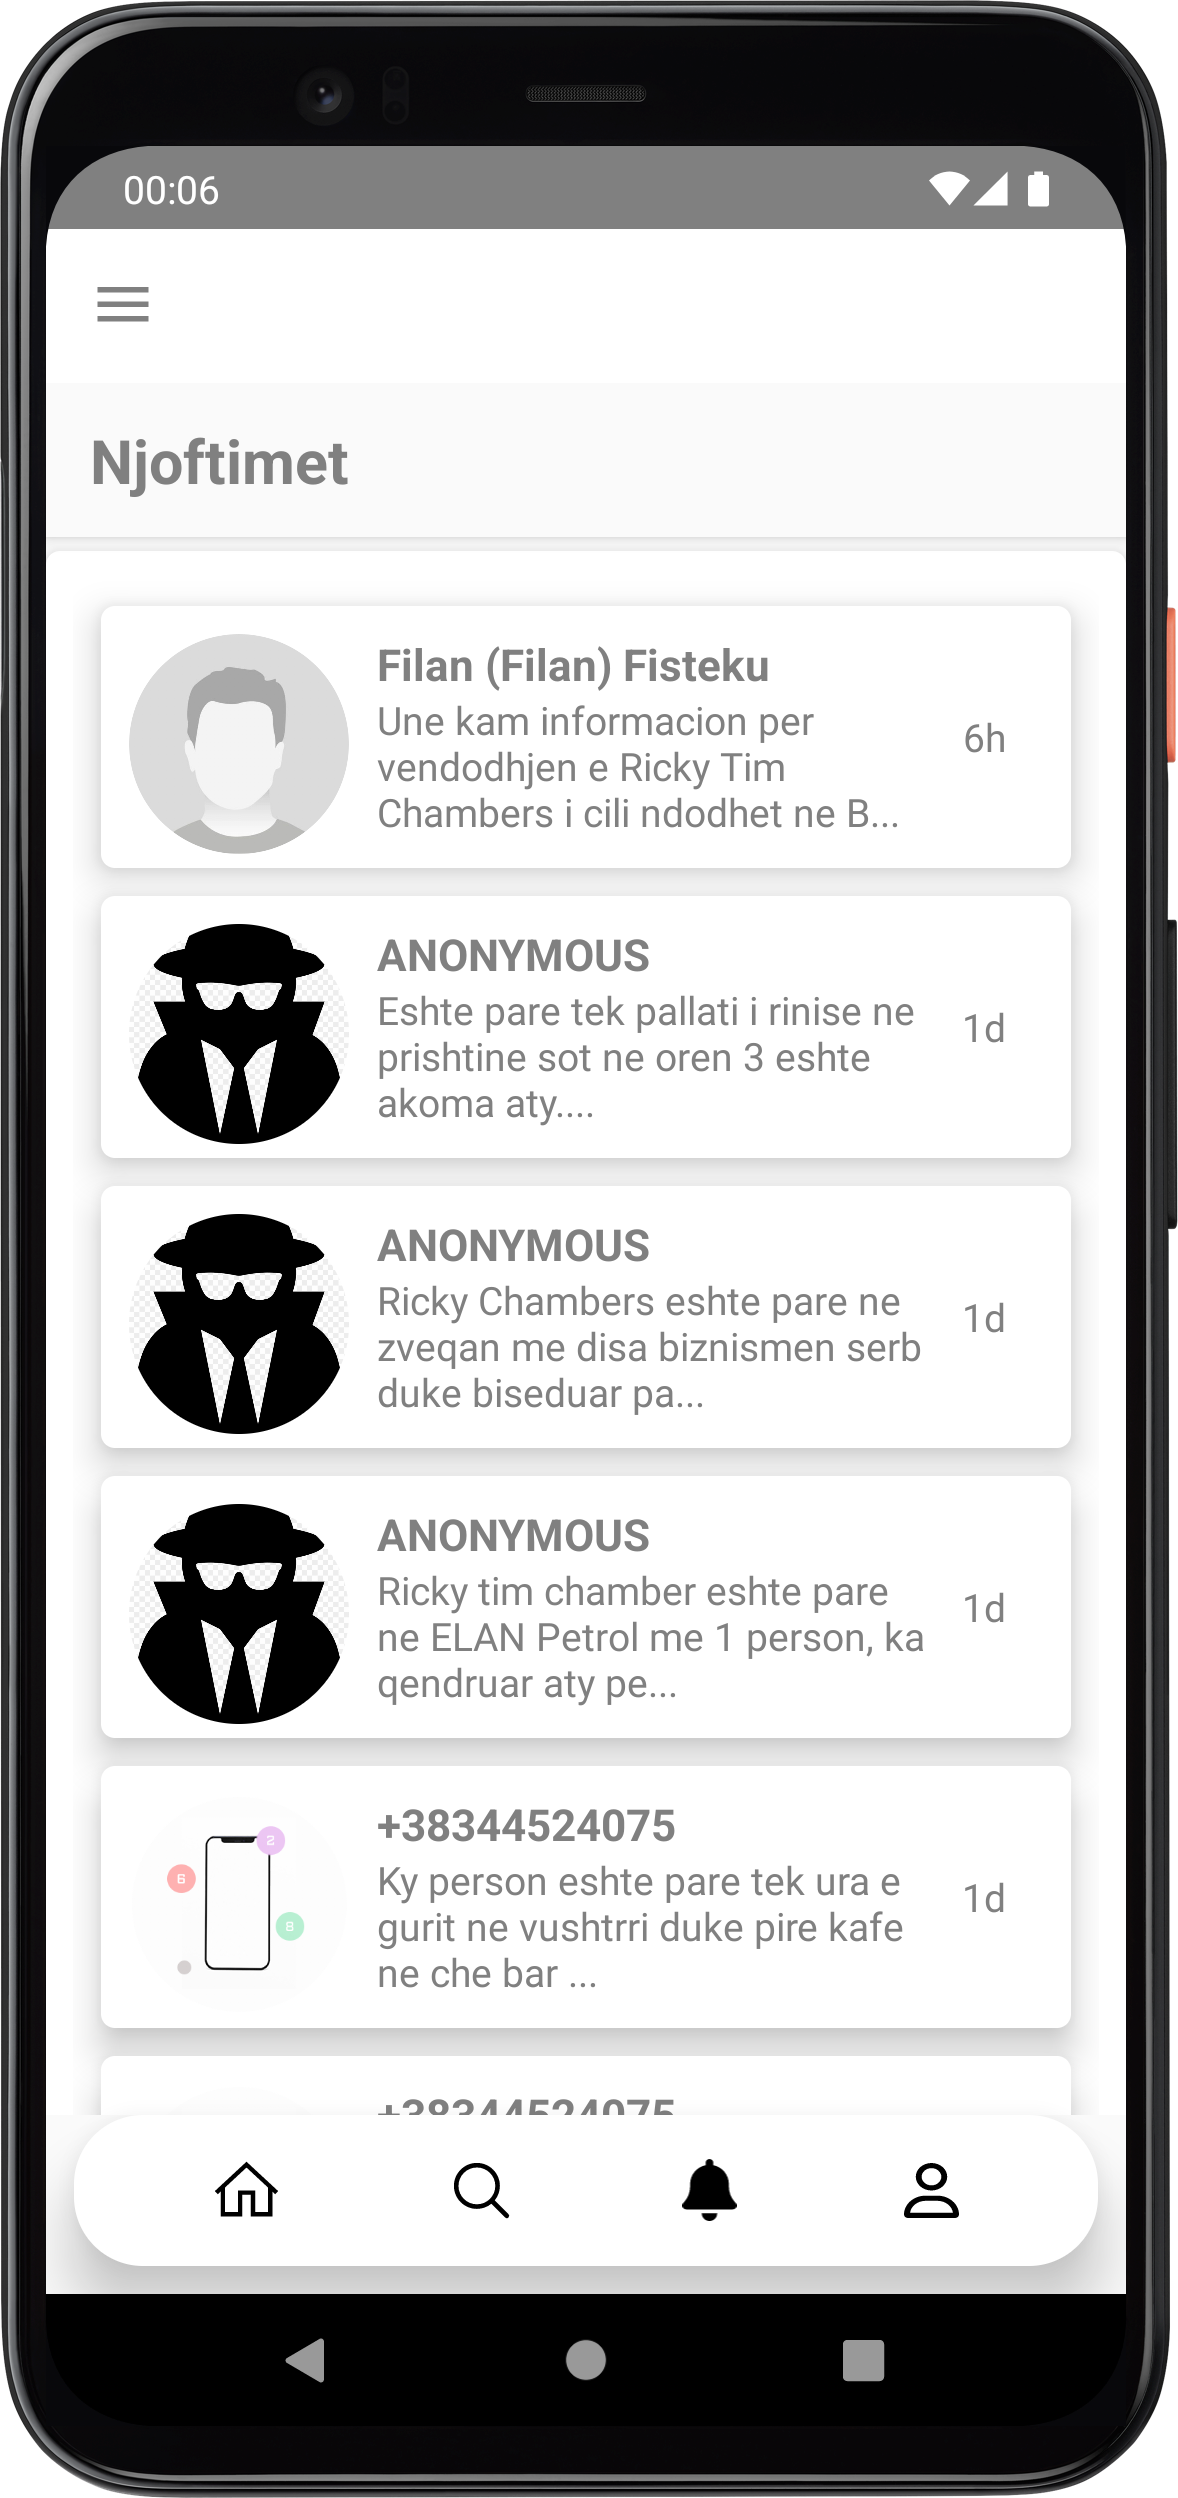 00:06
Njoftimet
Filan (Filan) Fisteku
Une kam informacion per
vendodhjen e Ricky Tim
Chambers i cili ndodhet ne B...
6h
ANONYMOUS
Eshte pare tek pallati i rinise ne
prishtine sot ne oren 3 eshte
akoma aty....
1d
ANONYMOUS
Ricky Chambers eshte pare ne
zveqan me disa biznismen serb
duke biseduar pa...
1d
ANONYMOUS
Ricky tim chamber eshte pare
ne ELAN Petrol me 1 person, ka
qendruar aty pe...
1d
2
6
8
+38344524075
Ky person eshte pare tek ura e
gurit ne vushtrri duke pire kafe
ne che bar ...
1d
+38344524075